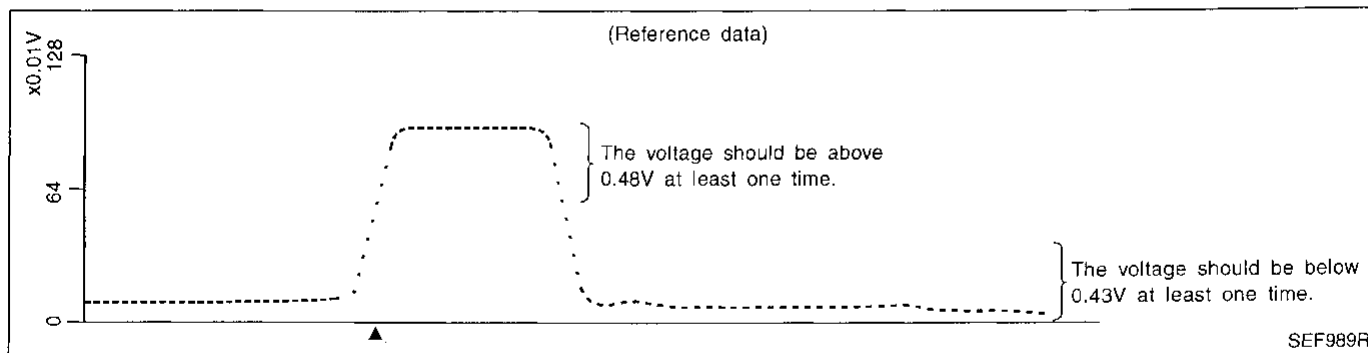 (Reference data)
x0.01V
128
64
0
The voltage should be above
0.48V at least one time.
The voltage should be below
0.43V at least one time.
SEF989R